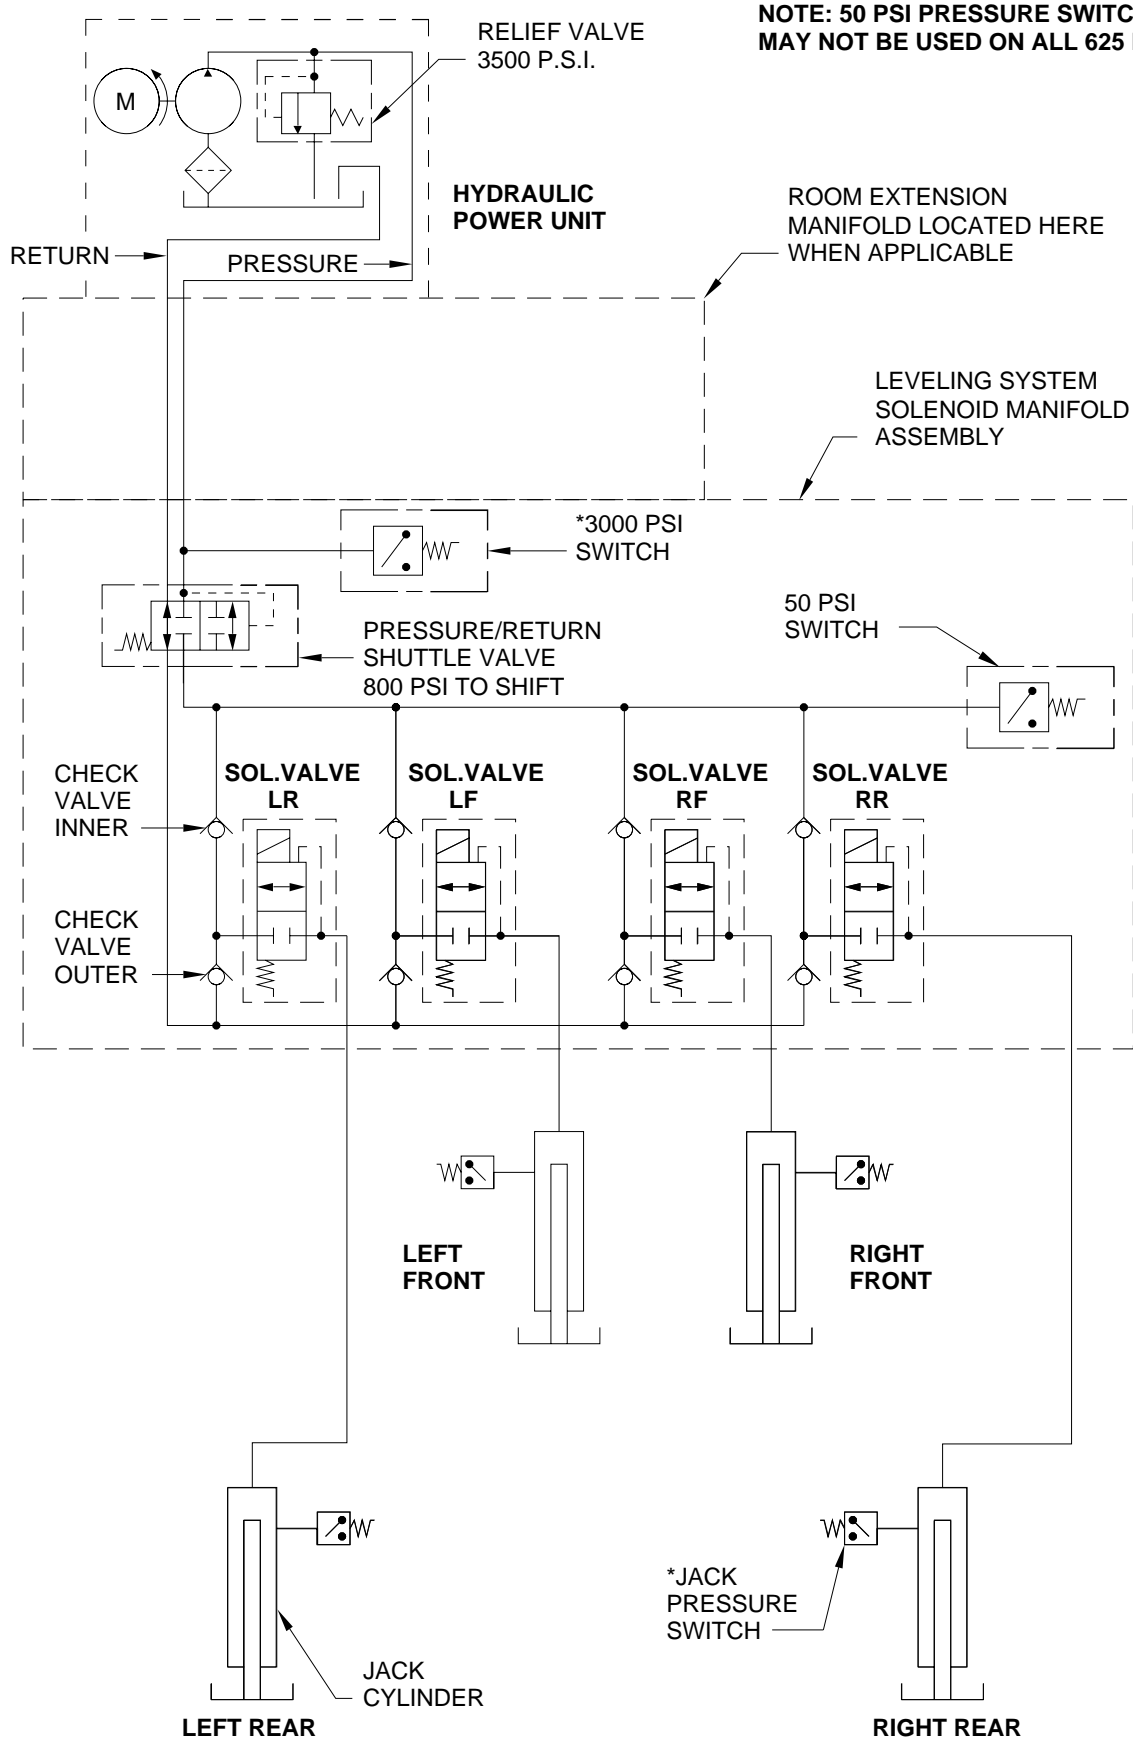 NOTE: 50 PSI PRESSURE SWITC
MAY NOT BE USED ON ALL 625
RELIEF VALVE
3500 P.S.I.
M
HYDRAULIC
POWER UNIT
ROOM EXTENSION
MANIFOLD LOCATED HERE
WHEN APPLICABLE
RETURN
PRESSURE
LEVELING SYSTEM
SOLENOID MANIFOLD
ASSEMBLY
*3000 PSI
SWITCH
50 PSI
SWITCH
PRESSURE/RETURN
SHUTTLE VALVE
800 PSI TO SHIFT
CHECK
VALVE
INNER
SOL.VALVE
LR
SOL.VALVE
LF
SOL.VALVE
RF
SOL.VALVE
RR
CHECK
VALVE
OUTER
LEFT
FRONT
RIGHT
FRONT
*JACK
PRESSURE
SWITCH
JACK
CYLINDER
LEFT REAR
RIGHT REAR